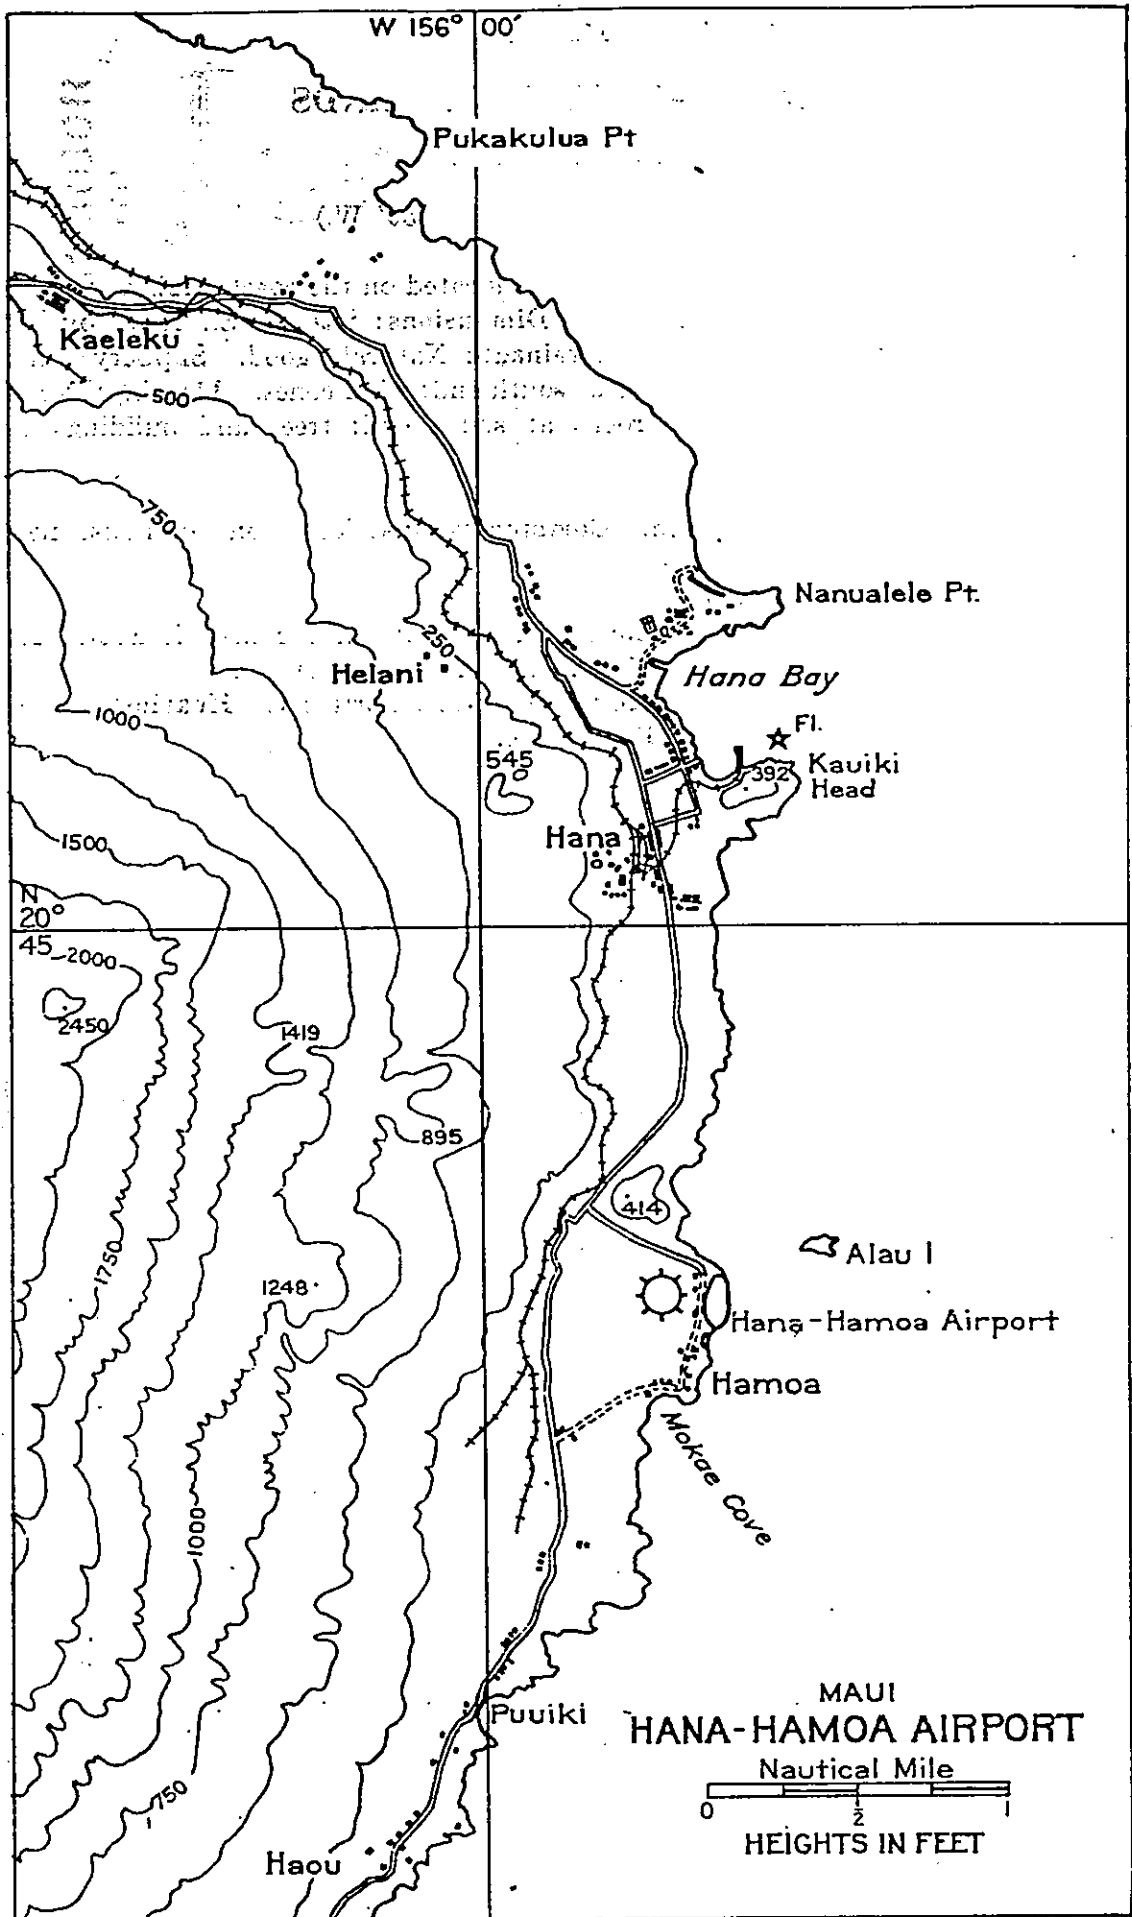 W 156° 00′
Pukakulua Pt
Kaeleku
500
750
Nanualele Pt.
250
Helani
Hana Bay
1000
Fl.
545
392
Kauiki
Head
Hana
1500
N
20°
45
2000
2450
1419
895
414
1750
Alau I
1248
Hana-Hamoa Airport
Hamoa
Mokae Cove
1000
Puuiki
MAUI
HANA-HAMOA AIRPORT
Nautical Mile
0 ½ 1
HEIGHTS IN FEET
750
Haou